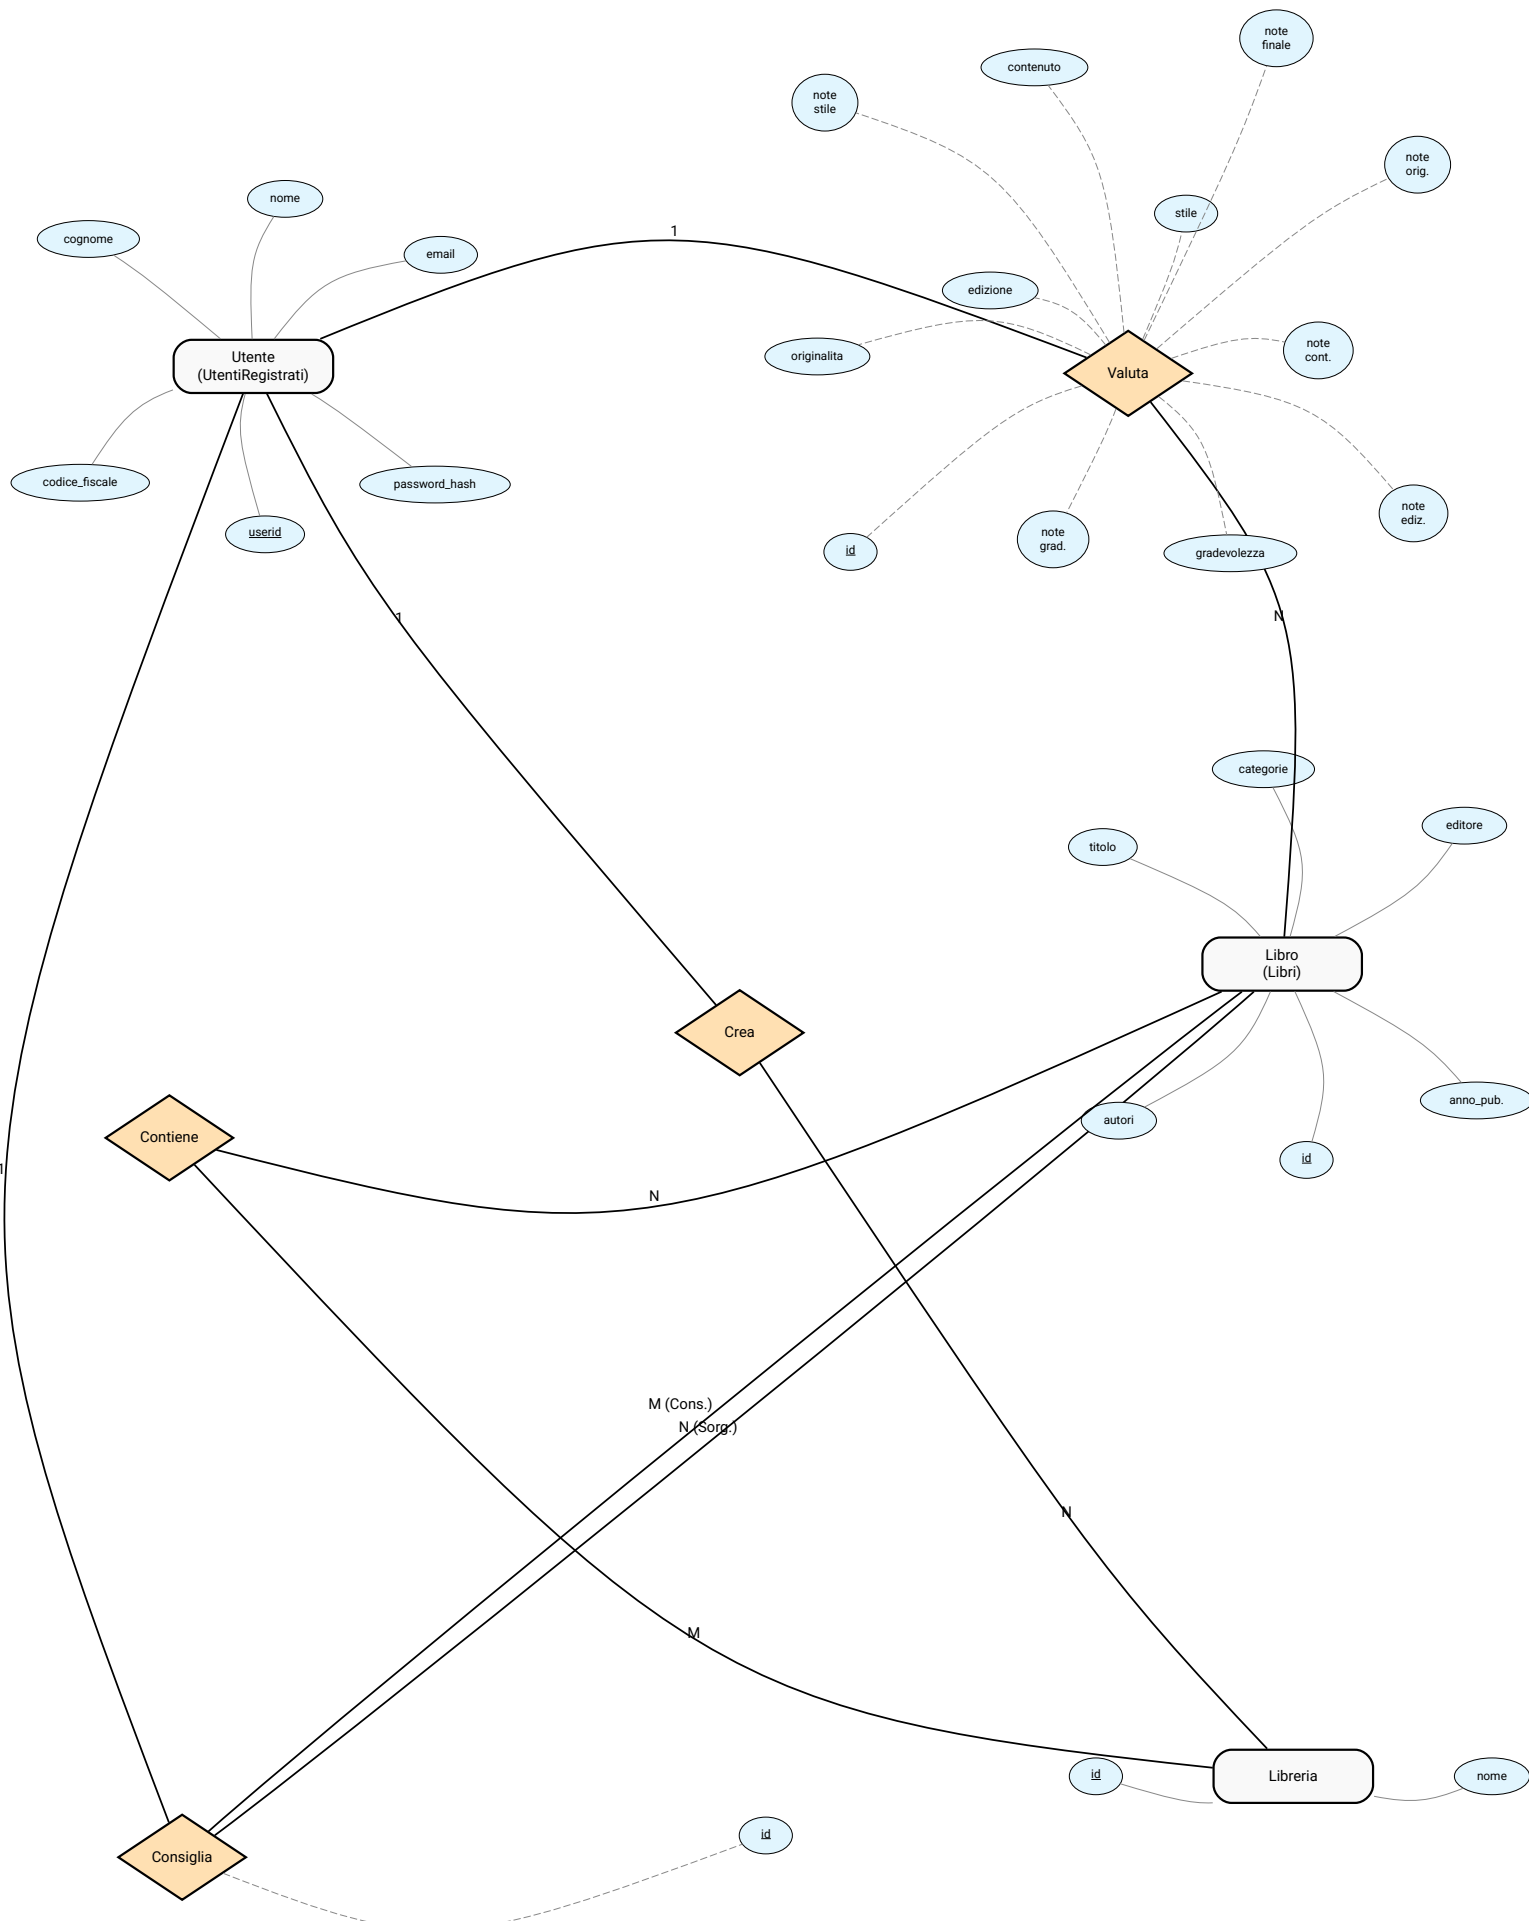 note
finale
contenuto
note
stile
note
orig.
nome
stile
cognome
email
1
edizione
originalita
note
cont.
Utente
(UtentiRegistrati)
Valuta
codice_fiscale
password_hash
userid
id
note
grad.
gradevolezza
note
ediz.
1
N
categorie
editore
titolo
Libro
(Libri)
Crea
anno_pub.
autori
Contiene
id
1
N
M (Cons.)
N (Sorg.)
N
M
id
Libreria
nome
id
Consiglia